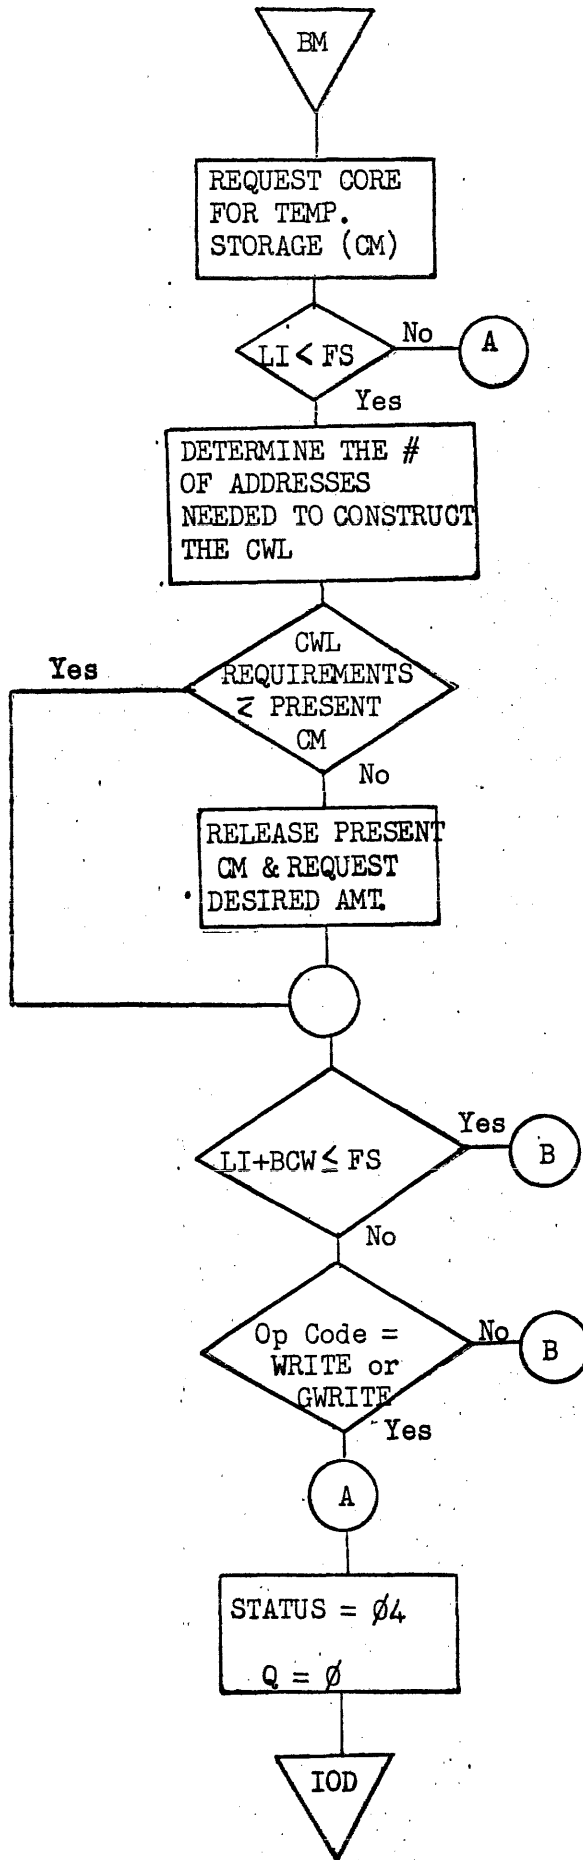 BM
REQUEST CORE
FOR TEMP.
STORAGE (CM)
LI < FS
No
A
Yes
DETERMINE THE #
OF ADDRESSES
NEEDED TO CONSTRUCT
THE CWL
Yes
CWL
REQUIREMENTS
≤ PRESENT
CM
No
RELEASE PRESENT
CM & REQUEST
DESIRED AMT.
LI+BCW ≤ FS
Yes
B
No
Op Code =
WRITE or
GWRITE
No
B
Yes
A
STATUS = Ø4
Q = Ø
IOD